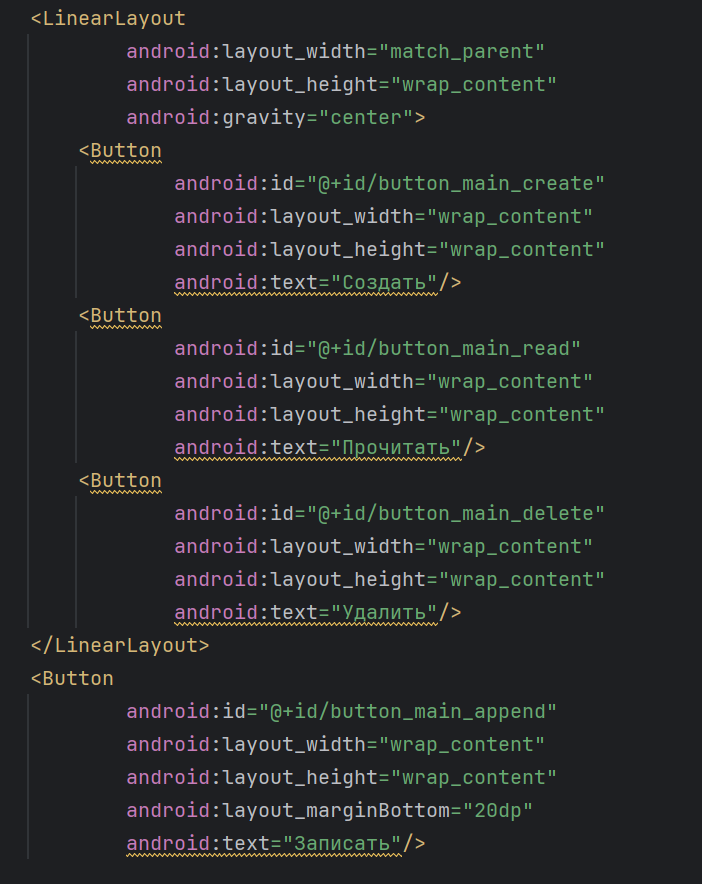 <LinearLayout
android:layout_width="match_parent"
android:layout_height="wrap_content"
android:gravity="center">
<Button
android:id="@+id/button_main_create"
android:layout_width="wrap_content"
android:layout_height="wrap_content"
android:text="Создать"/>
<Button
android:id="@+id/button_main_read"
android:layout_width="wrap_content"
android:layout_height="wrap_content"
android:text="Прочитать"/>
<Button
android:id="@+id/button_main_delete"
android:layout_width="wrap_content"
android:layout_height="wrap_content"
android:text="Удалить"/>
</LinearLayout>
<Button
android:id="@+id/button_main_append"
android:layout_width="wrap_content"
android:layout_height="wrap_content"
android:layout_marginBottom="20dp"
android:text="Записать"/>